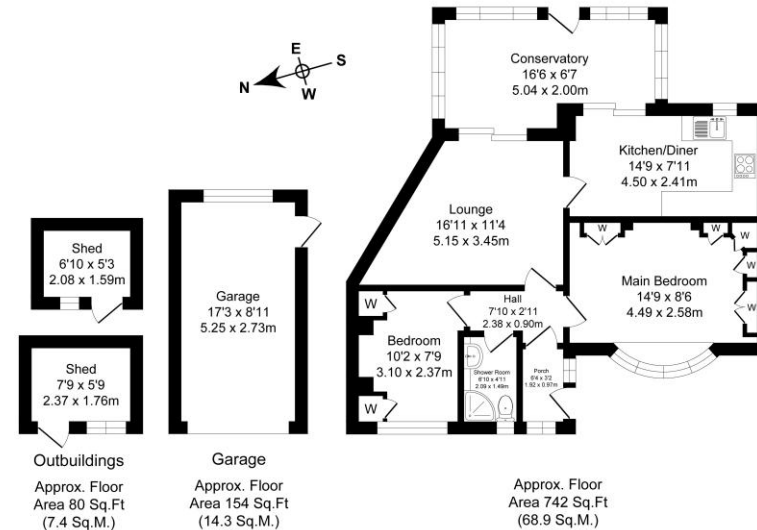 E
S
N
W
Conservatory
16'6 x 6'7
5.04 x 2.00m
Kitchen/Diner
14'9 x 7'11
4.50 x 2.41m
Lounge
16'11 x 11'4
5.15 x 3.45m
Shed
6'10 x 5'3
2.08 x 1.59m
Garage
17'3 x 8'11
5.25 x 2.73m
W
W
W
W
W
Main Bedroom
14'9 x 8'6
4.49 x 2.58m
Hall
7'10 x 2'11
2.38 x 0.90m
W
Bedroom
10'2 x 7'9
3.10 x 2.37m
W
Shower Room
6'10 x 4'11
2.09 x 1.49m
Porch
6'4 x 3'2
1.92 x 0.97m
Shed
7'9 x 5'9
2.37 x 1.76m
Outbuildings
Approx. Floor
Area 80 Sq.Ft
(7.4 Sq.M.)
Garage
Approx. Floor
Area 154 Sq.Ft
(14.3 Sq.M.)
Approx. Floor
Area 742 Sq.Ft
(68.9 Sq.M.)